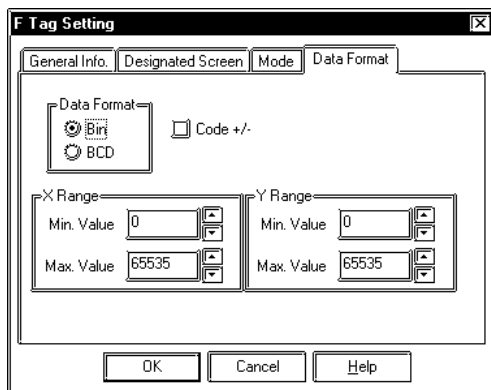 F Tag Setting
General Info. Designated Screen Mode Data Format
Data Format
Bin
Code +/-
BCD
X Range
Y Range
Min. Value 0
Min. Value 0
Max. Value 65535
Max. Value 65535
OK Cancel Help